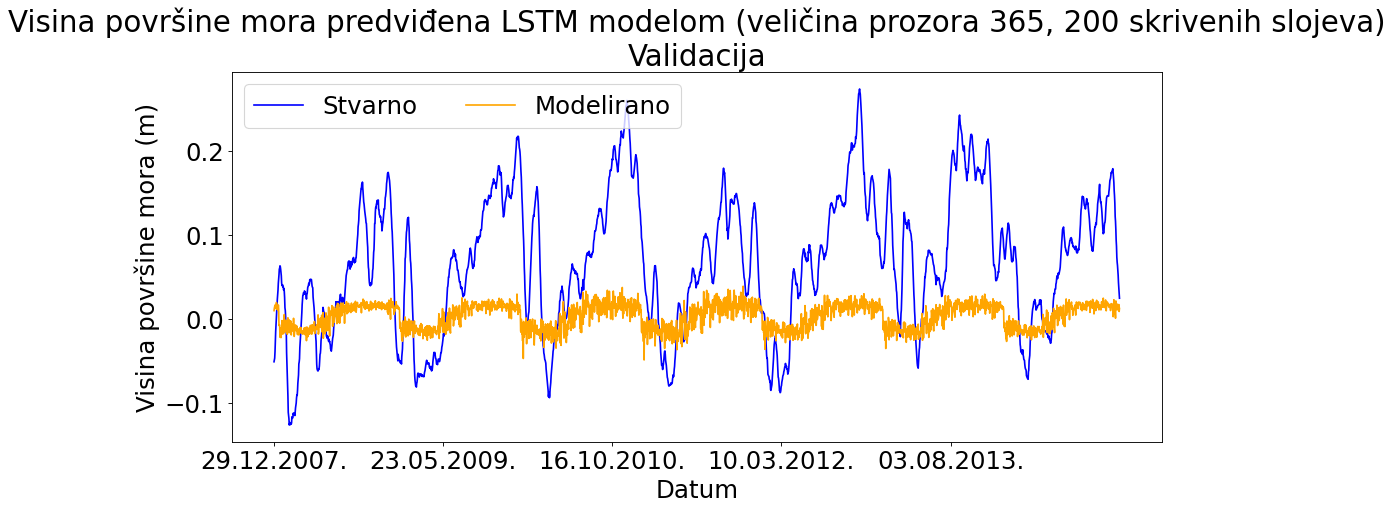 Visina površine mora predviđena LSTM modelom (veličina prozora 365, 200 skrivenih slojeva)
Validacija
Stvarno
Modelirano
Visina površine mora (m)
0.2
0.1
0.0
−0.1
29.12.2007.
23.05.2009.
16.10.2010.
10.03.2012.
03.08.2013.
Datum